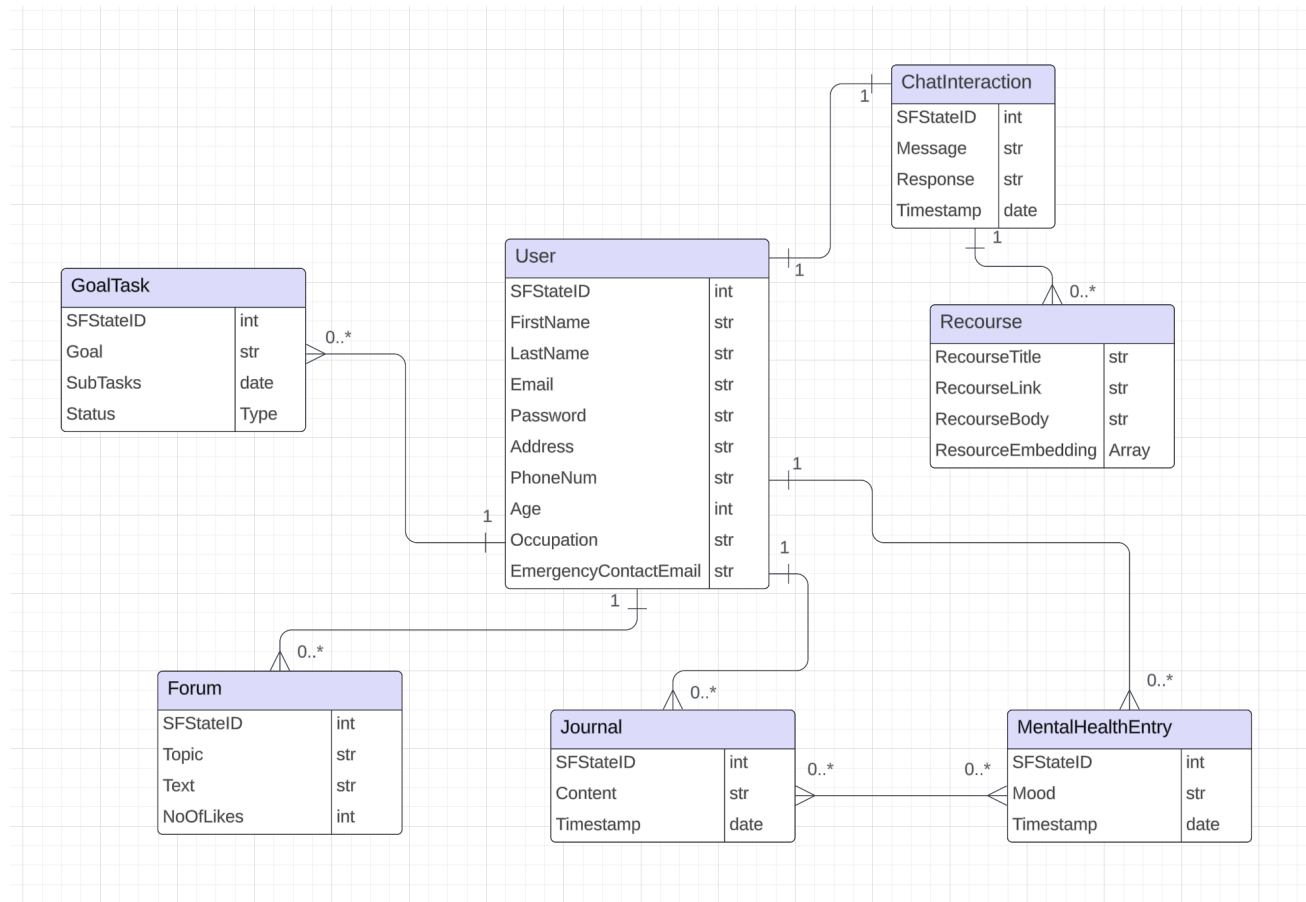 ChatInteraction
SFStateID int
Message str
Response str
Timestamp date
1
1
1
0..*
User
SFStateID int
FirstName str
LastName str
Email str
Password str
Address str
PhoneNum str
Age int
Occupation str
EmergencyContactEmail str
GoalTask
SFStateID int
Goal str
SubTasks date
Status Type
0..*
1
Recourse
RecourseTitle str
RecourseLink str
RecourseBody str
ResourceEmbedding Array
1
1
1
0..*
0..*
0..*
Forum
SFStateID int
Topic str
Text str
NoOfLikes int
Journal
SFStateID int
Content str
Timestamp date
0..*
0..*
MentalHealthEntry
SFStateID int
Mood str
Timestamp date